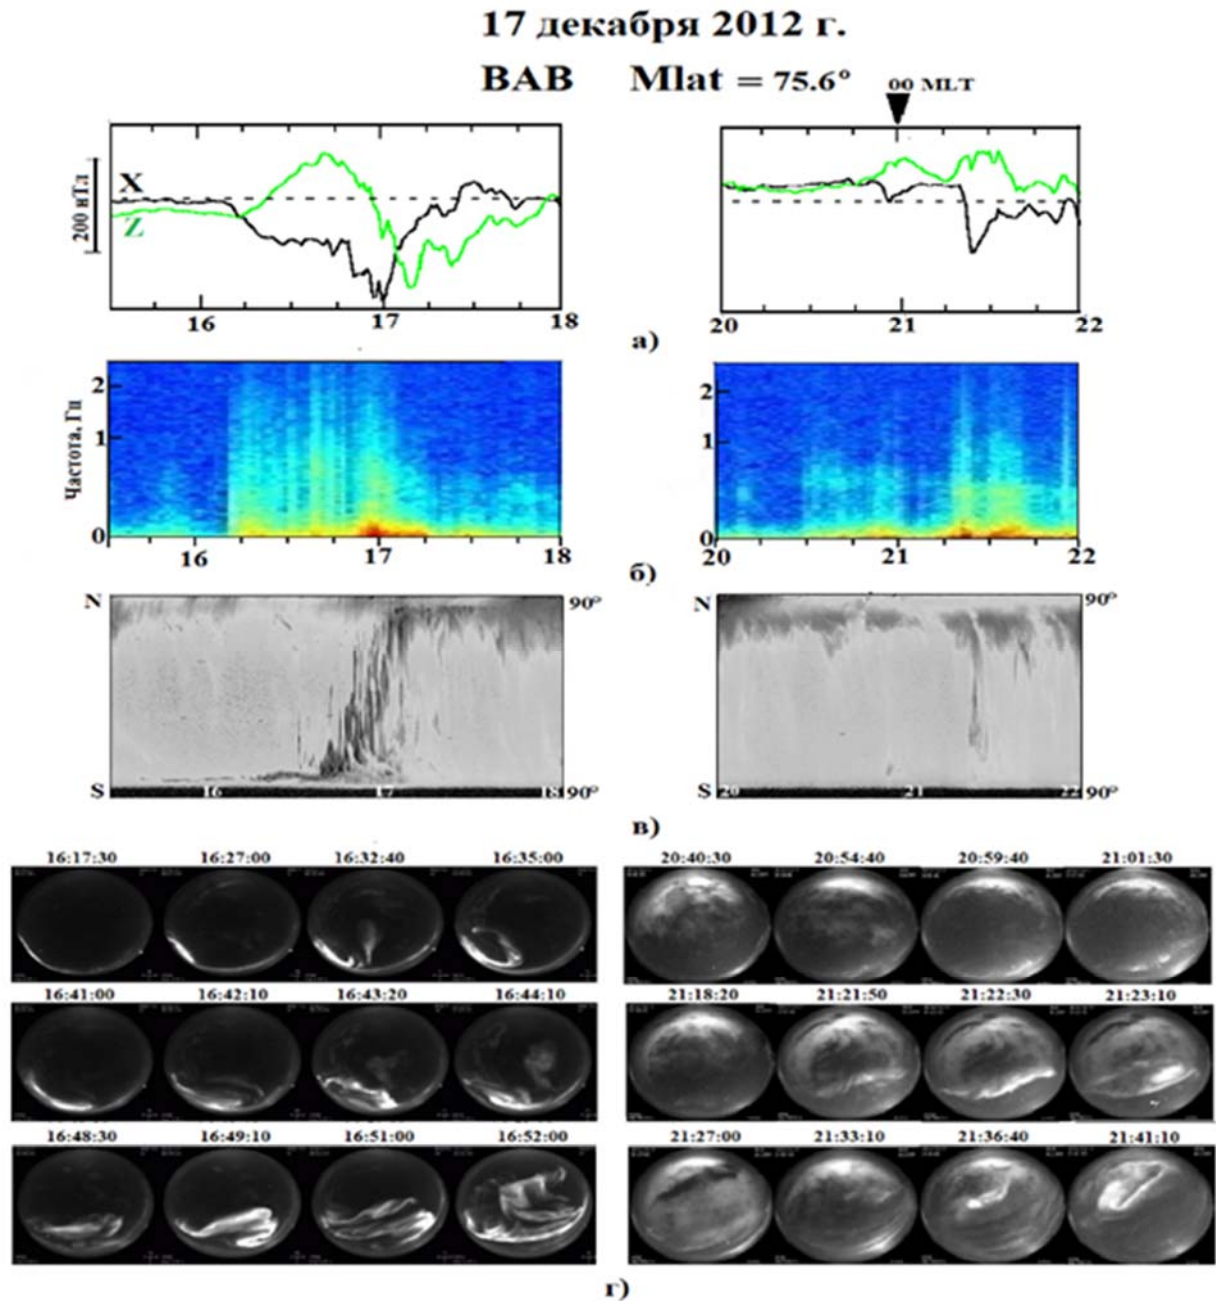 17 декабря 2012 г.
BAB Mlat = 75.6° 00 MLT
200 нТл
X
Z
16 17 18
20 21 22
а)
Частота, Гц
2
1
0
16 17 18
2
1
0
20 21 22
б)
N 90°
S 16 17 18 90°
N 90°
S 20 21 22 90°
в)
16:17:30 16:27:00 16:32:40 16:35:00
20:40:30 20:54:40 20:59:40 21:01:30
16:41:00 16:42:10 16:43:20 16:44:10
21:18:20 21:21:50 21:22:30 21:23:10
16:48:30 16:49:10 16:51:00 16:52:00
21:27:00 21:33:10 21:36:40 21:41:10
г)